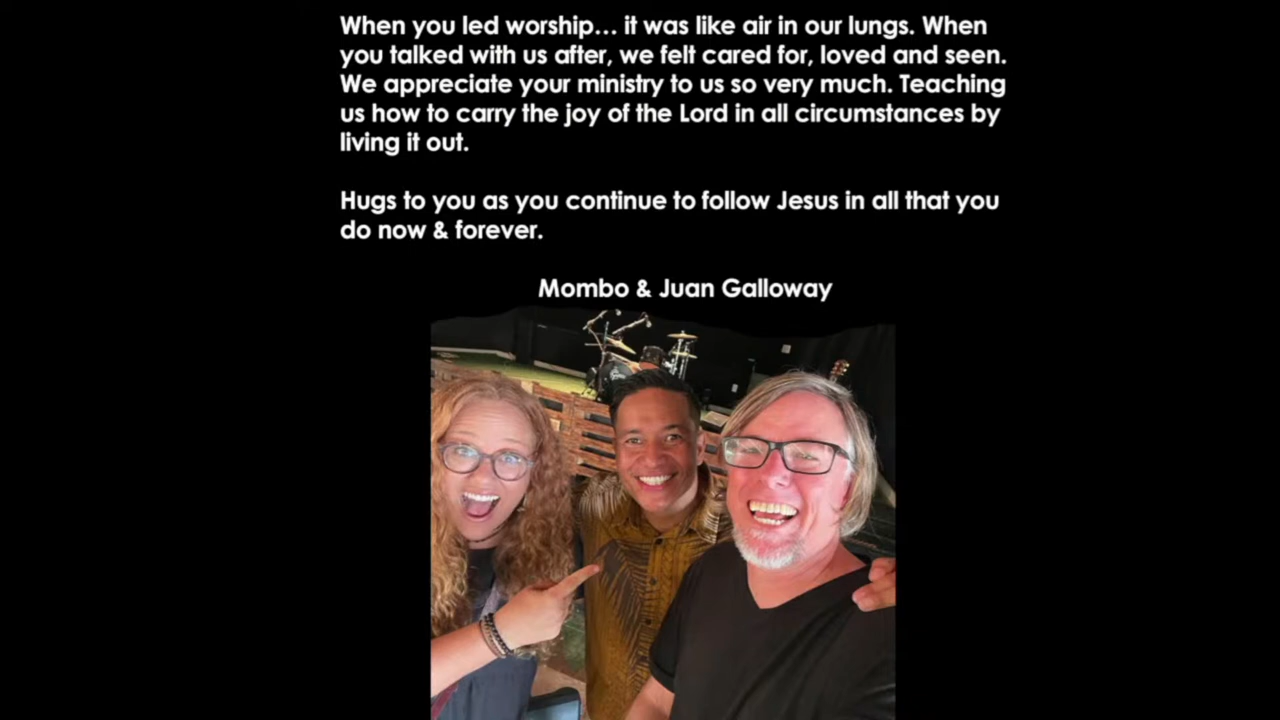 When you led worship... it was like air in our lungs. When
you talked with us after, we felt cared for, loved and seen.
We appreciate your ministry to us so very much. Teaching
us how to carry the joy of the Lord in all circumstances by
living it out.
Hugs to you as you continue to follow Jesus in all that you
do now & forever.
Mombo & Juan Galloway